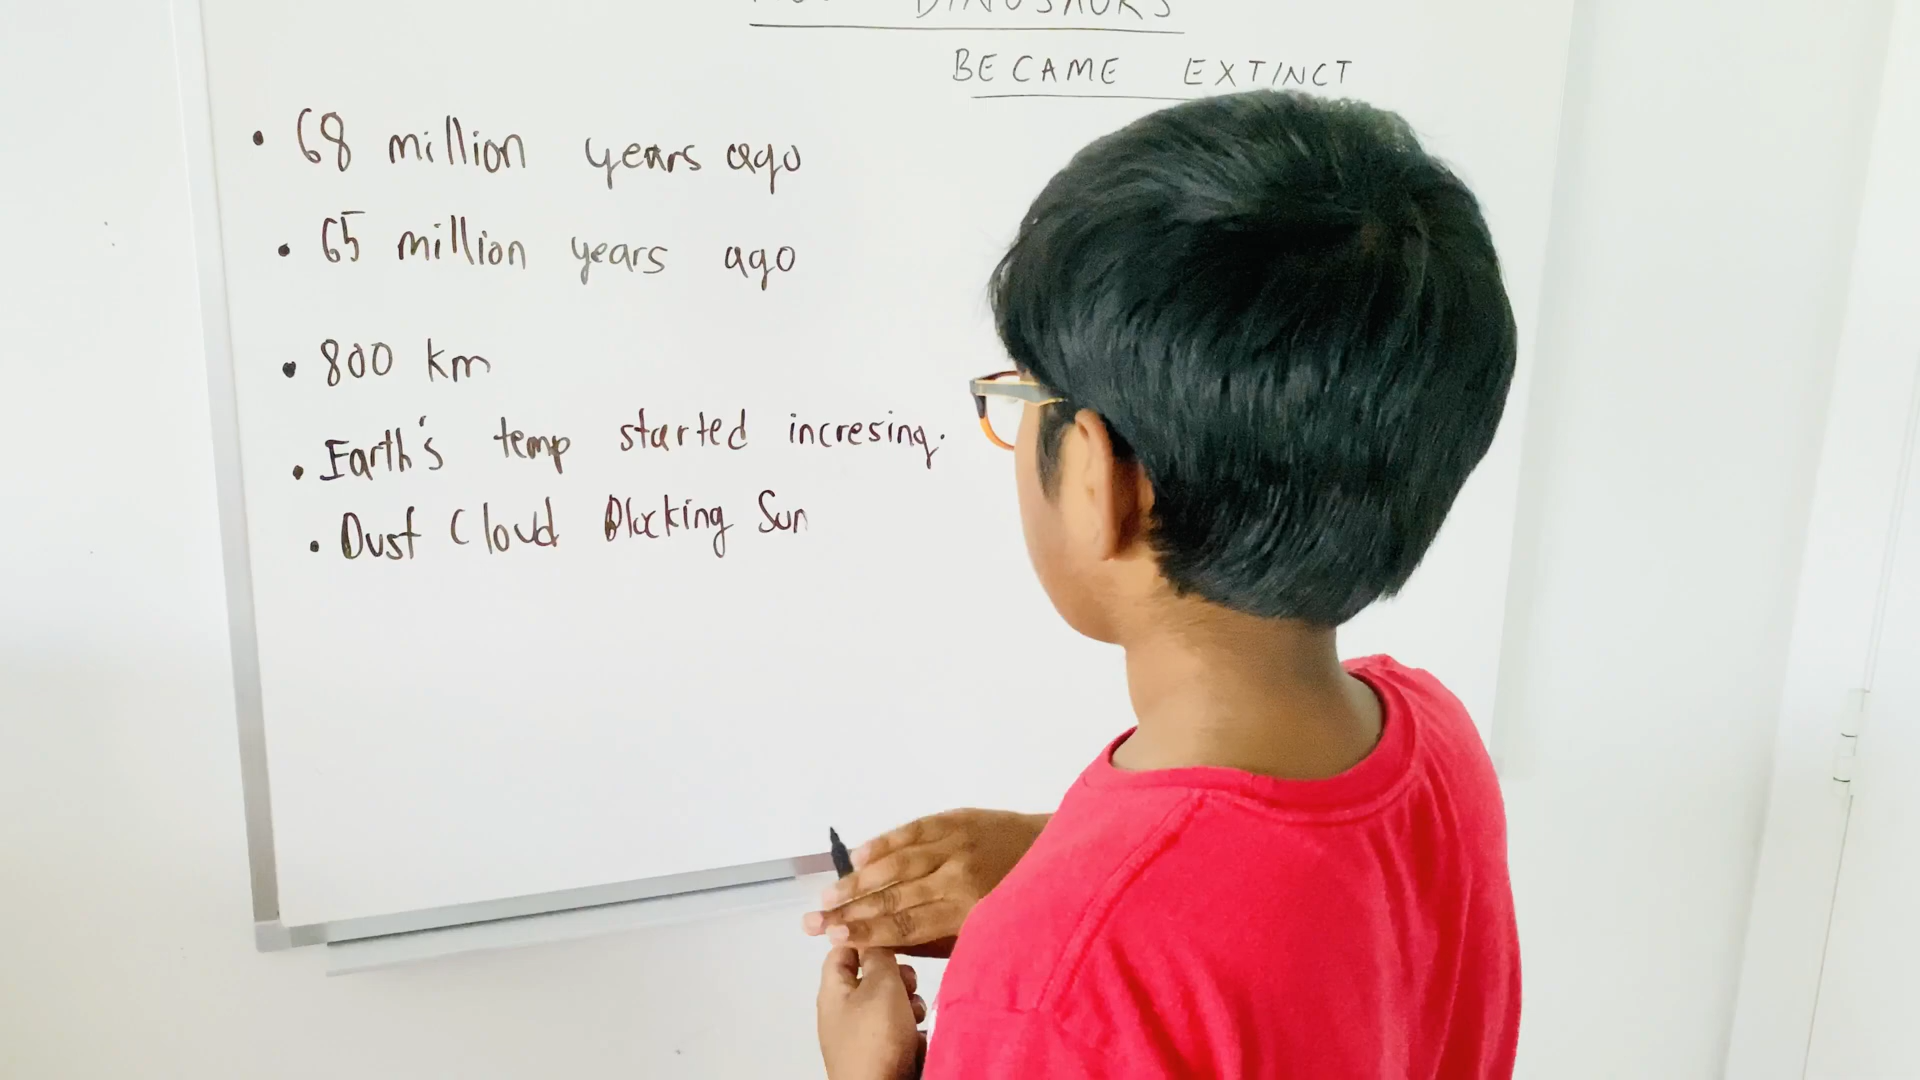 DINOSAURS
BECAME EXTINCT
• 68 million years ago
• 65 million years ago
• 800 km
• Earth's temp started incresing.
• Dust Cloud Blocking Sun